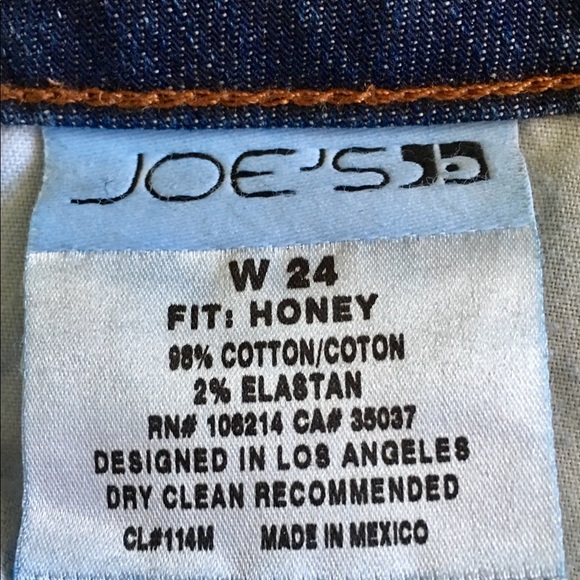 JOE'S
W 24
FIT: HONEY
98% COTTON/COTON
2% ELASTAN
RN# 106214 CA# 35037
DESIGNED IN LOS ANGELES
DRY CLEAN RECOMMENDED
CL#114M MADE IN MEXICO